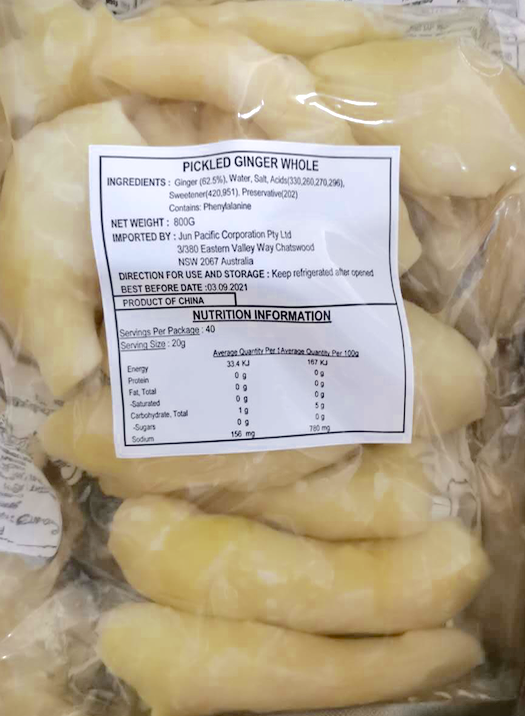 PICKLED GINGER WHOLE
INGREDIENTS : Ginger (62.5%), Water, Salt, Acids(330,260,270,296),
Sweetener(420,951), Preservative(202)
Contains: Phenylalanine
NET WEIGHT : 800G
IMPORTED BY : Jun Pacific Corporation Pty Ltd
3/380 Eastern Valley Way Chatswood
NSW 2067 Australia
DIRECTION FOR USE AND STORAGE : Keep refrigerated after opened
BEST BEFORE DATE :03.09.2021
PRODUCT OF CHINA
NUTRITION INFORMATION
Servings Per Package : 40
Serving Size : 20g
Average Quantity Per 1 Average Quantity Per 100g
Energy 33.4 KJ 167 KJ
Protein 0 g 0 g
Fat, Total 0 g 0 g
-Saturated 0 g 0 g
Carbohydrate, Total 1 g 5 g
-Sugars 0 g 0 g
Sodium 156 mg 780 mg